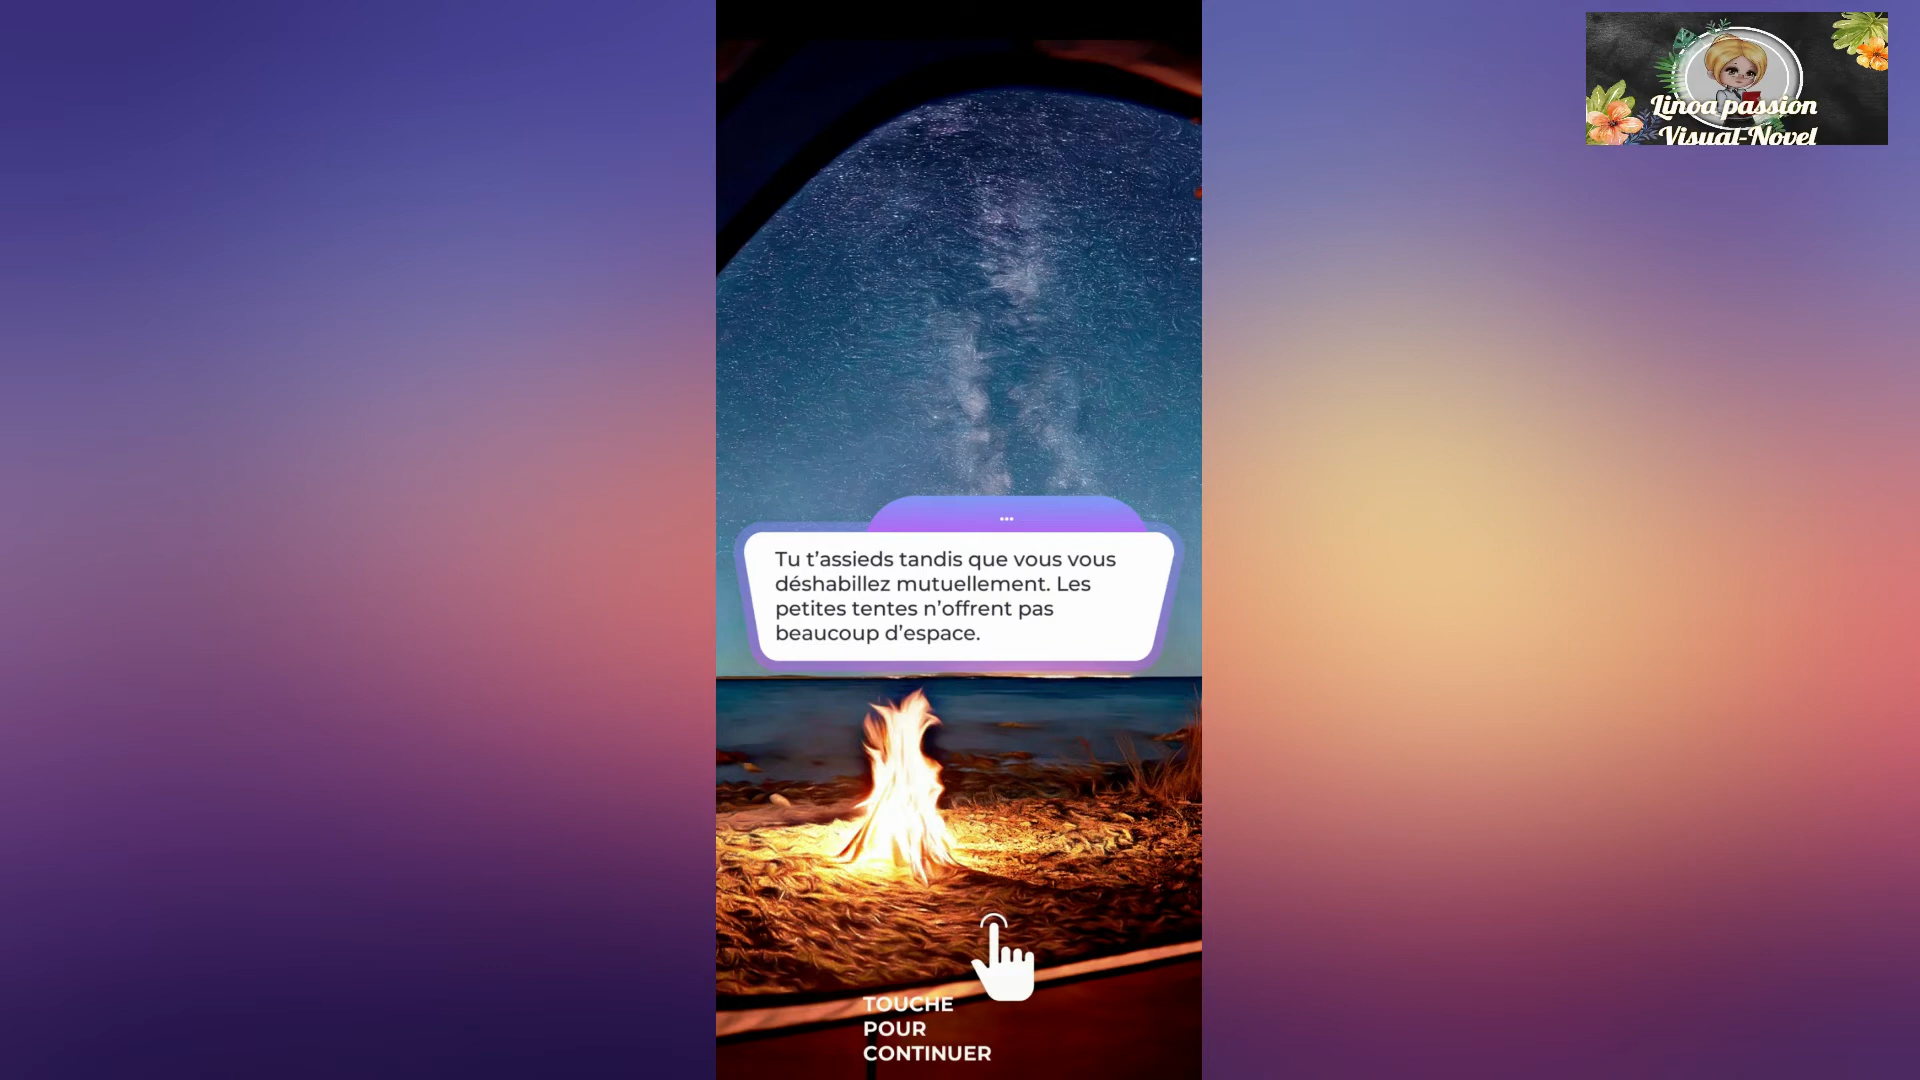 Linoa passion
Visual-Novel
...
Tu t'assieds tandis que vous vous
déshabillez mutuellement. Les
petites tentes n'offrent pas
beaucoup d'espace.
TOUCHE
POUR
CONTINUER